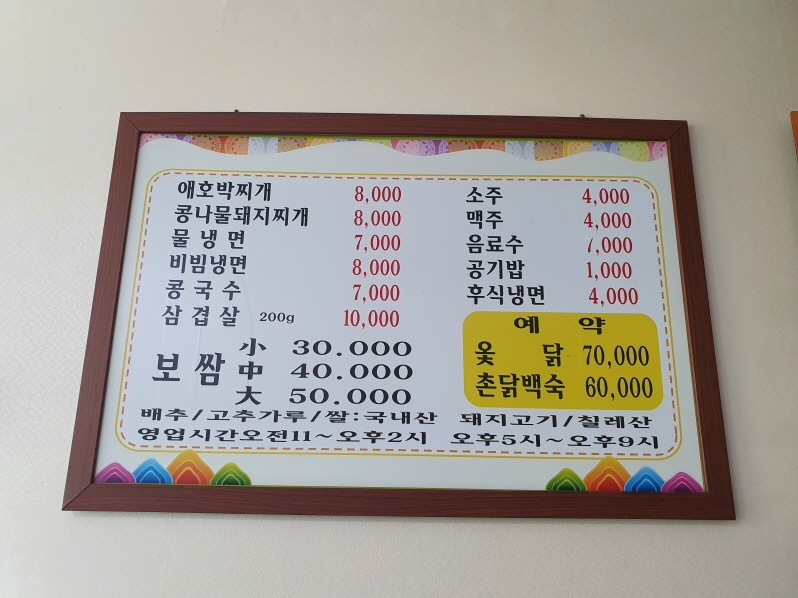 애호박찌개 8,000
콩나물돼지찌개 8,000
물냉면 7,000
비빔냉면 8,000
콩국수 7,000
삼겹살 200g 10,000
보쌈 小 30.000
中 40.000
大 50.000
소주 4,000
맥주 4,000
음료수 7,000
공기밥 1,000
후식냉면 4,000
예약
옻닭 70,000
촌닭백숙 60,000
배추/고추가루/쌀:국내산 돼지고기/칠레산
영업시간오전11~오후2시 오후5시~오후9시